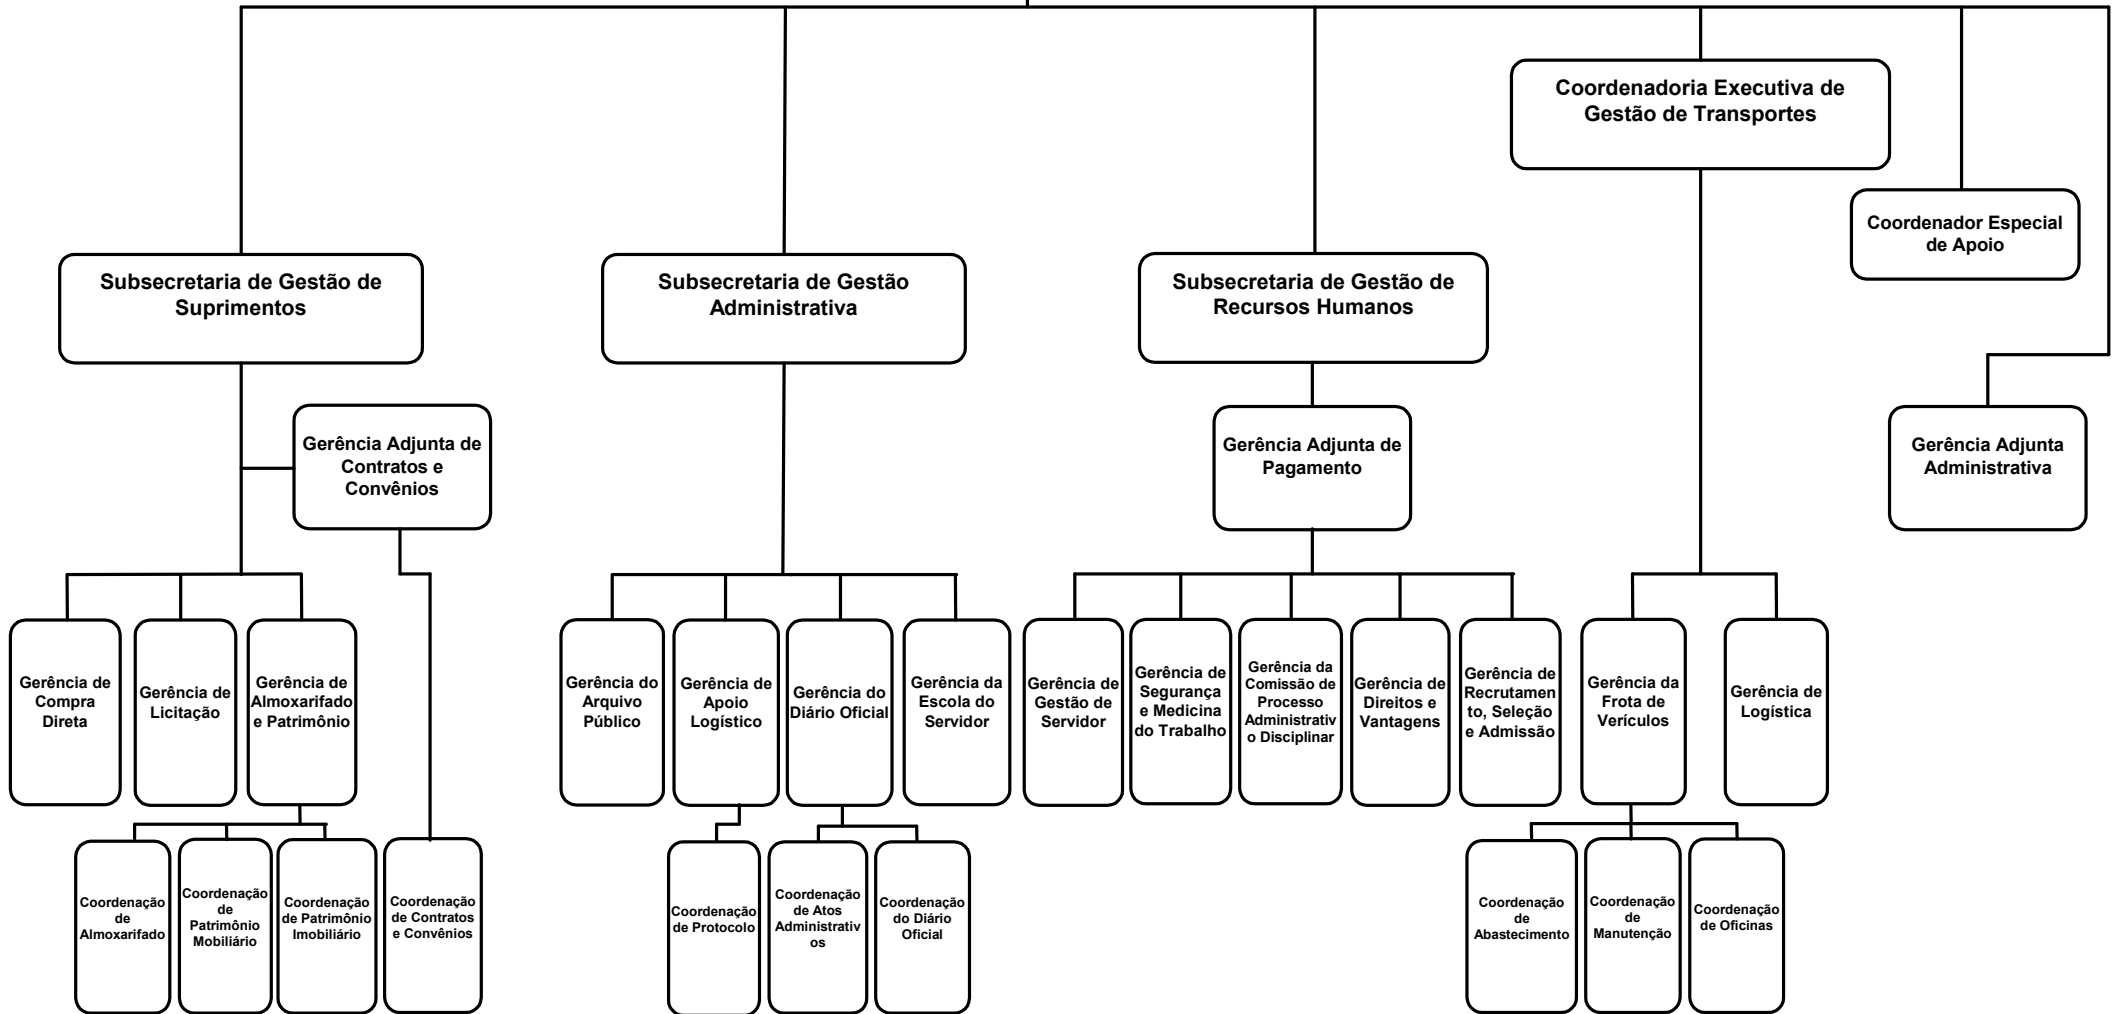 Coordenadoria Executiva de
Gestão de Transportes
Coordenador Especial
de Apoio
Subsecretaria de Gestão de
Suprimentos
Subsecretaria de Gestão
Administrativa
Subsecretaria de Gestão de
Recursos Humanos
Gerência Adjunta de
Contratos e
Convênios
Gerência Adjunta de
Pagamento
Gerência Adjunta
Administrativa
Gerência de
Compra
Direta
Gerência de
Licitação
Gerência de
Almoxarifado
e Patrimônio
Gerência do
Arquivo
Público
Gerência de
Apoio
Logístico
Gerência do
Diário Oficial
Gerência da
Escola do
Servidor
Gerência de
Gestão de
Servidor
Gerência de
Segurança
e Medicina
do Trabalho
Gerência da
Comissão de
Processo
Administrativ
o Disciplinar
Gerência de
Direitos e
Vantagens
Gerência de
Recrutamen
to, Seleção
e Admissão
Gerência da
Frota de
Verículos
Gerência de
Logística
Coordenação
de
Almoxarifado
Coordenação
de
Patrimônio
Mobiliário
Coordenação
de Patrimônio
Imobiliário
Coordenação
de Contratos
e Convênios
Coordenação
de Protocolo
Coordenação
de Atos
Administrativ
os
Coordenação
do Diário
Oficial
Coordenação
de
Abastecimento
Coordenação
de
Manutenção
Coordenação
de Oficinas